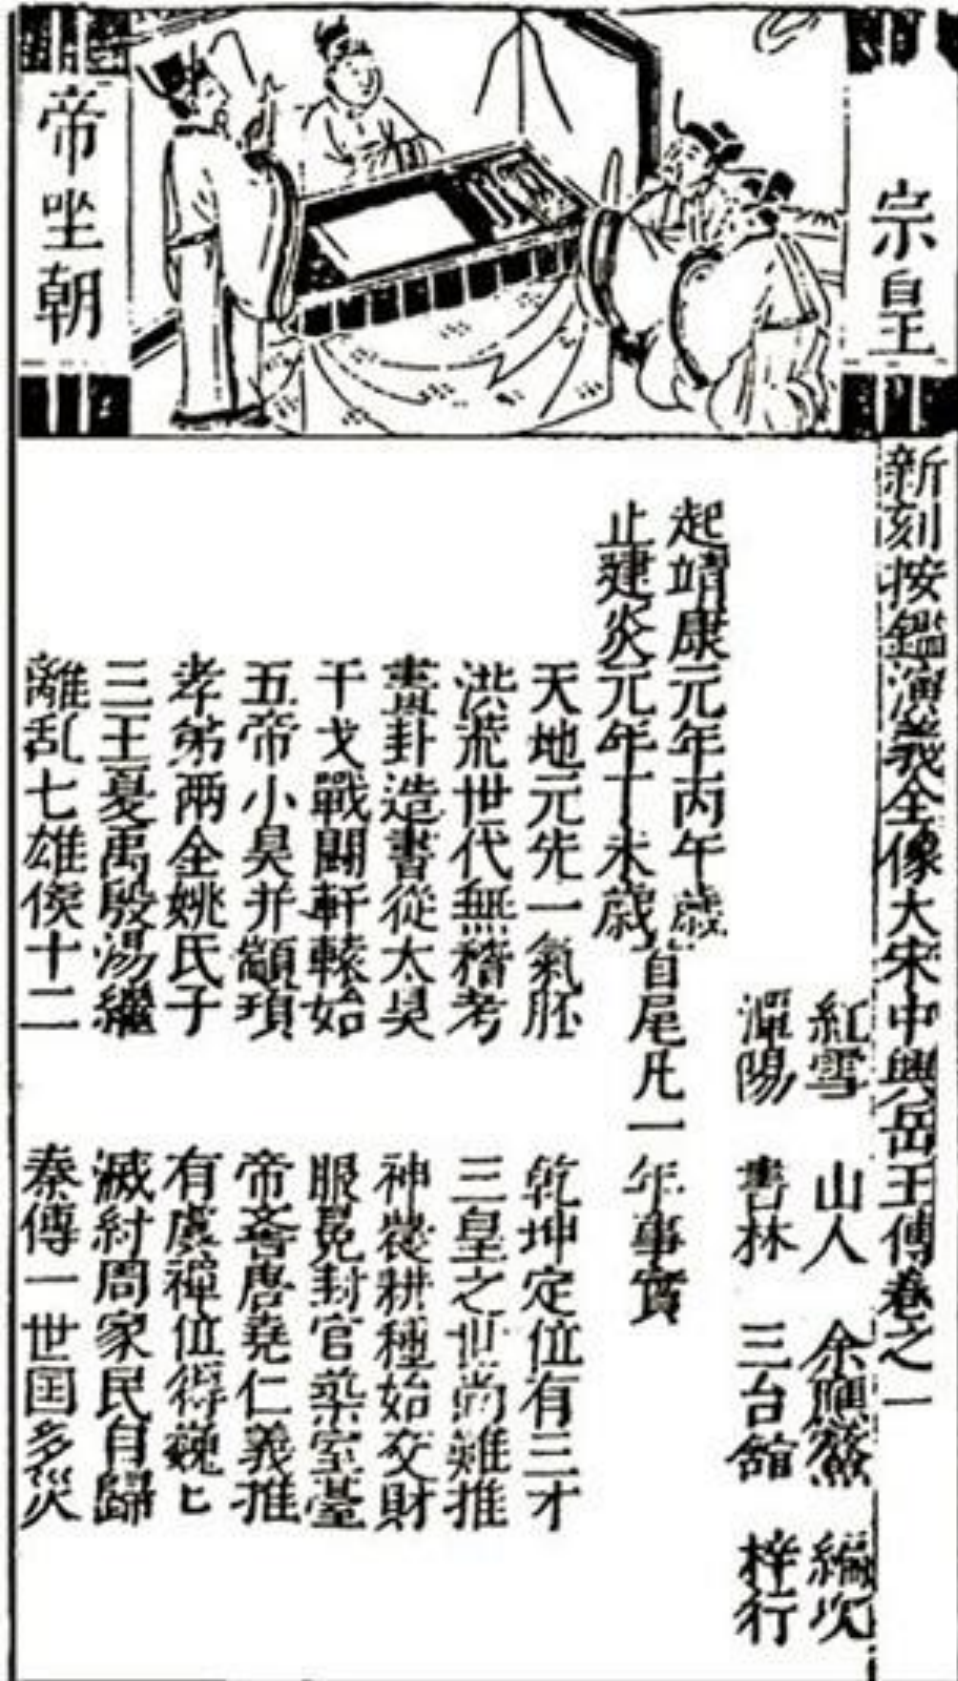 宗皇
帝坐朝
新刻按鑑演義全像大宋中興岳王傳卷之一
紅雪 山人 余應鰲 編次
潭陽 書林 三台舘 梓行
起靖康元年丙午歲
止建炎元年丁未歲
首尾凡一年事實
天地元先一氣胚 乾坤定位有三才
洪荒世代無稽考 三皇之世尚難推
畫卦造書從太昊 神農耕種始交財
干戈戰鬪軒轅始 服冕封官築室臺
五帝小昊并顓頊 帝嚳唐堯仁義推
孝弟兩全姚氏子 有虞禪位巍匕
三王夏禹殷湯繼 滅紂周家民自歸
離乱七雄侯十二 秦傳一世囯多災